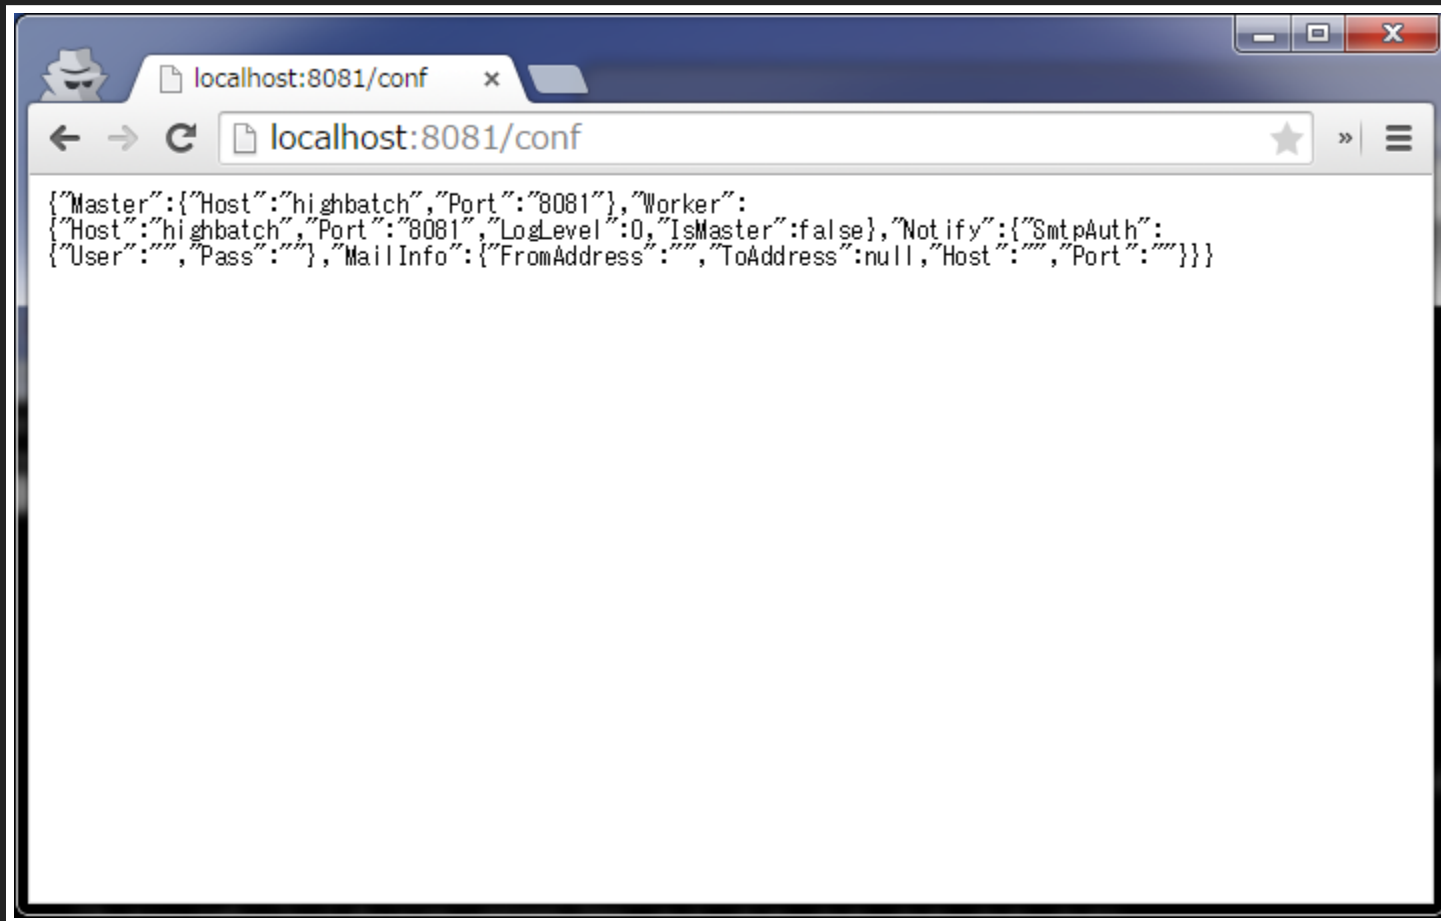 localhost:8081/conf
localhost:8081/conf
{"Master":{"Host":"highbatch","Port":"8081"},"Worker":
{"Host":"highbatch","Port":"8081","LogLevel":0,"IsMaster":false},"Notify":{"SmtpAuth":
{"User":"","Pass":""},"MailInfo":{"FromAddress":"","ToAddress":null,"Host":"","Port":""}}}